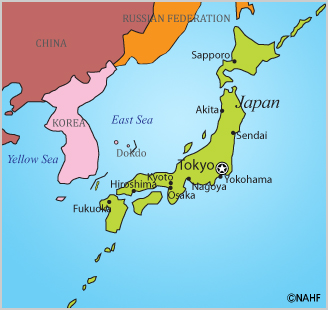 RUSSIAN FEDERATION
CHINA
Sapporo
Japan
Akita
KOREA
East Sea
Sendai
Dokdo
Yellow Sea
Tokyo
Kyoto
Yokohama
Hiroshima
Nagoya
Osaka
Fukuoka
©NAHF